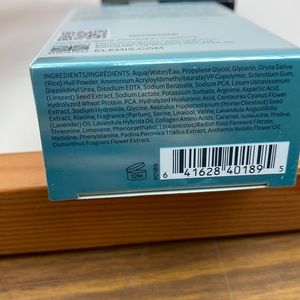 ELEMIS.COM
INGREDIENTS/INGRÉDIENTS: Aqua/Water/Eau, Propylene Glycol, Glycerin, Oryza Sativa
(Rice) Hull Powder, Ammonium Acryloyldimethyltaurate/VP Copolymer, Sclerotium Gum,
Diazolidinyl Urea, Disodium EDTA, Sodium Benzoate, Sodium PCA, Linum Usitatissimum
(Linseed) Seed Extract, Sodium Lactate, Potassium Sorbate, Arginine, Aspartic Acid,
Hydrolyzed Wheat Protein, PCA, Hydrolyzed Hyaluronic Acid, Centaurea Cyanus Flower
Extract, Glycine, Aesculus Hippocastanum (Horse Chestnut) Seed Extract,
Alanine, Parfum (Fragrance), Serine, Linalool, Valine, Lavandula Angustifolia
(Lavender) Oil, Lavandula Hybrida Oil, Collagen Amino Acids, Caramel, Isoleucine, Proline,
Threonine, Limonene, Phenoxyethanol, Leuconostoc/Radish Root Ferment Filtrate,
Histidine, Phenylalanine, Padina Pavonica Thallus Extract, Anthemis Nobilis Flower Oil,
Osmanthus Fragrans Flower Extract.
12M
401895
6 41628 40189 5